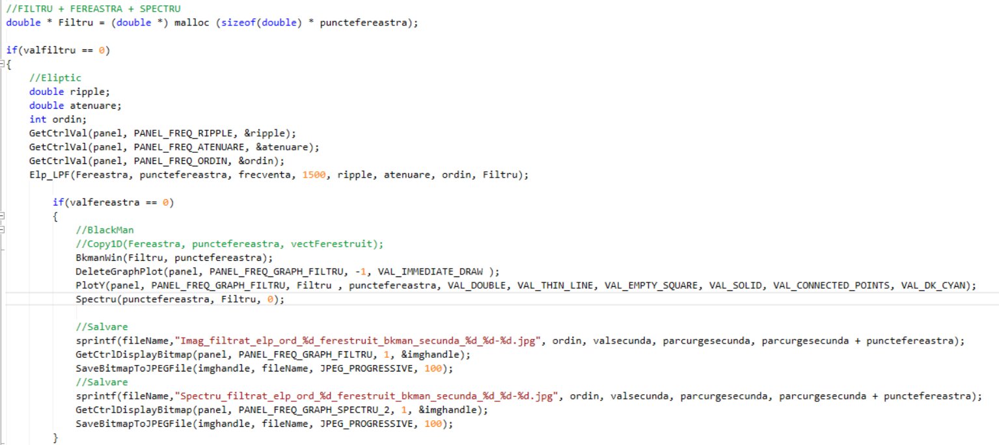 //FILTRU + FEREASTRA + SPECTRU
double * Filtru = (double *) malloc (sizeof(double) * punctefereastra);
if(valfiltru == 0)
{
//Eliptic
double ripple;
double atenuare;
int ordin;
GetCtrlVal(panel, PANEL_FREQ_RIPPLE, &ripple);
GetCtrlVal(panel, PANEL_FREQ_ATENUARE, &atenuare);
GetCtrlVal(panel, PANEL_FREQ_ORDIN, &ordin);
Elp_LPF(Fereastra, punctefereastra, frecventa, 1500, ripple, atenuare, ordin, Filtru);
if(valfereastra == 0)
{
//BlackMan
//Copy1D(Fereastra, punctefereastra, vectFerestruit);
BkmanWin(Filtru, punctefereastra);
DeleteGraphPlot(panel, PANEL_FREQ_GRAPH_FILTRU, -1, VAL_IMMEDIATE_DRAW );
PlotY(panel, PANEL_FREQ_GRAPH_FILTRU, Filtru , punctefereastra, VAL_DOUBLE, VAL_THIN_LINE, VAL_EMPTY_SQUARE, VAL_SOLID, VAL_CONNECTED_POINTS, VAL_DK_CYAN);
Spectru(punctefereastra, Filtru, 0);
//Salvare
sprintf(fileName,"Imag_filtrat_elp_ord_%d_ferestruit_bkman_secunda_%d_%d-%d.jpg", ordin, valsecunda, parcurgesecunda, parcurgesecunda + punctefereastra);
GetCtrlDisplayBitmap(panel, PANEL_FREQ_GRAPH_FILTRU, 1, &imghandle);
SaveBitmapToJPEGFile(imghandle, fileName, JPEG_PROGRESSIVE, 100);
//Salvare
sprintf(fileName,"Spectru_filtrat_elp_ord_%d_ferestruit_bkman_secunda_%d_%d-%d.jpg", ordin, valsecunda, parcurgesecunda, parcurgesecunda + punctefereastra);
GetCtrlDisplayBitmap(panel, PANEL_FREQ_GRAPH_SPECTRU_2, 1, &imghandle);
SaveBitmapToJPEGFile(imghandle, fileName, JPEG_PROGRESSIVE, 100);
}